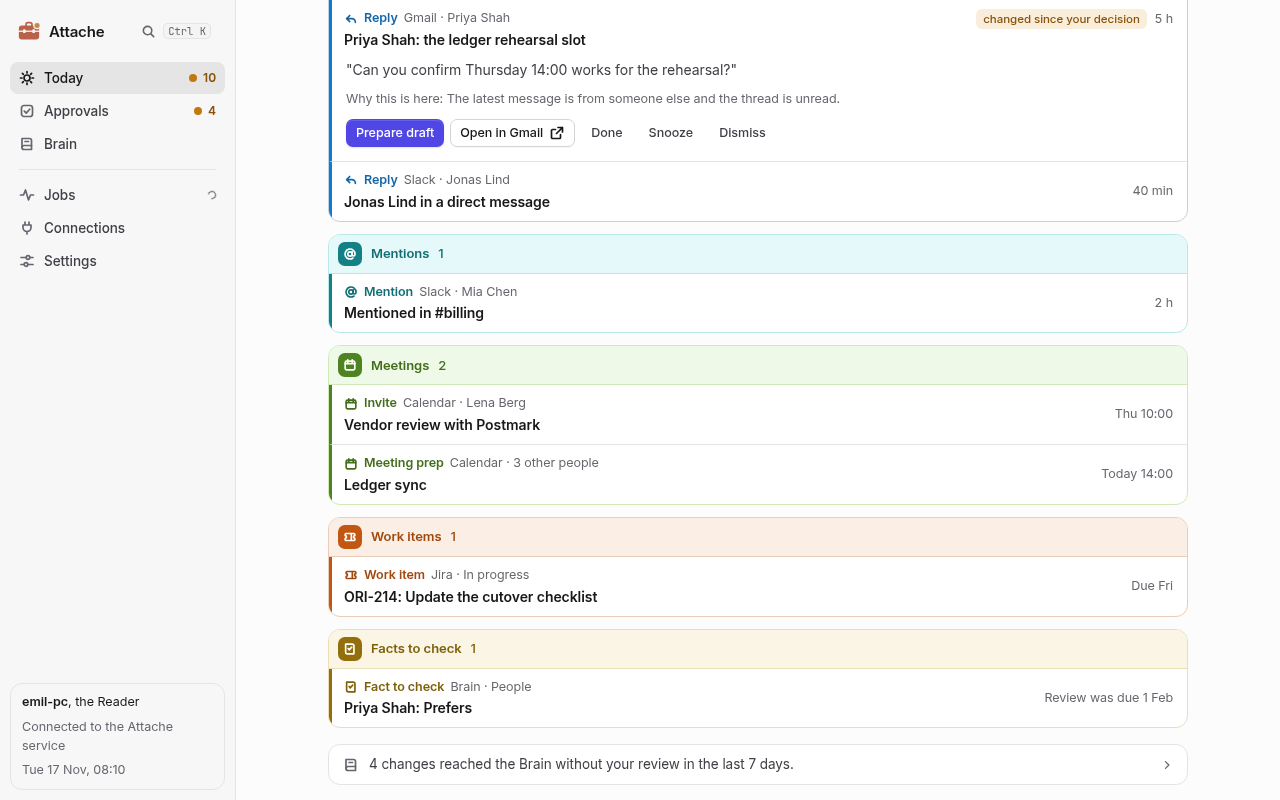 Attache
Ctrl K
Today 10
Approvals 4
Brain
Jobs
Connections
Settings
emil-pc, the Reader
Connected to the Attache
service
Tue 17 Nov, 08:10
Reply Gmail · Priya Shah changed since your decision 5 h
Priya Shah: the ledger rehearsal slot
"Can you confirm Thursday 14:00 works for the rehearsal?"
Why this is here: The latest message is from someone else and the thread is unread.
Prepare draft Open in Gmail Done Snooze Dismiss
Reply Slack · Jonas Lind
Jonas Lind in a direct message
40 min
Mentions 1
Mention Slack · Mia Chen
Mentioned in #billing
2 h
Meetings 2
Invite Calendar · Lena Berg
Vendor review with Postmark
Thu 10:00
Meeting prep Calendar · 3 other people
Ledger sync
Today 14:00
Work items 1
Work item Jira · In progress
ORI-214: Update the cutover checklist
Due Fri
Facts to check 1
Fact to check Brain · People
Priya Shah: Prefers
Review was due 1 Feb
4 changes reached the Brain without your review in the last 7 days.